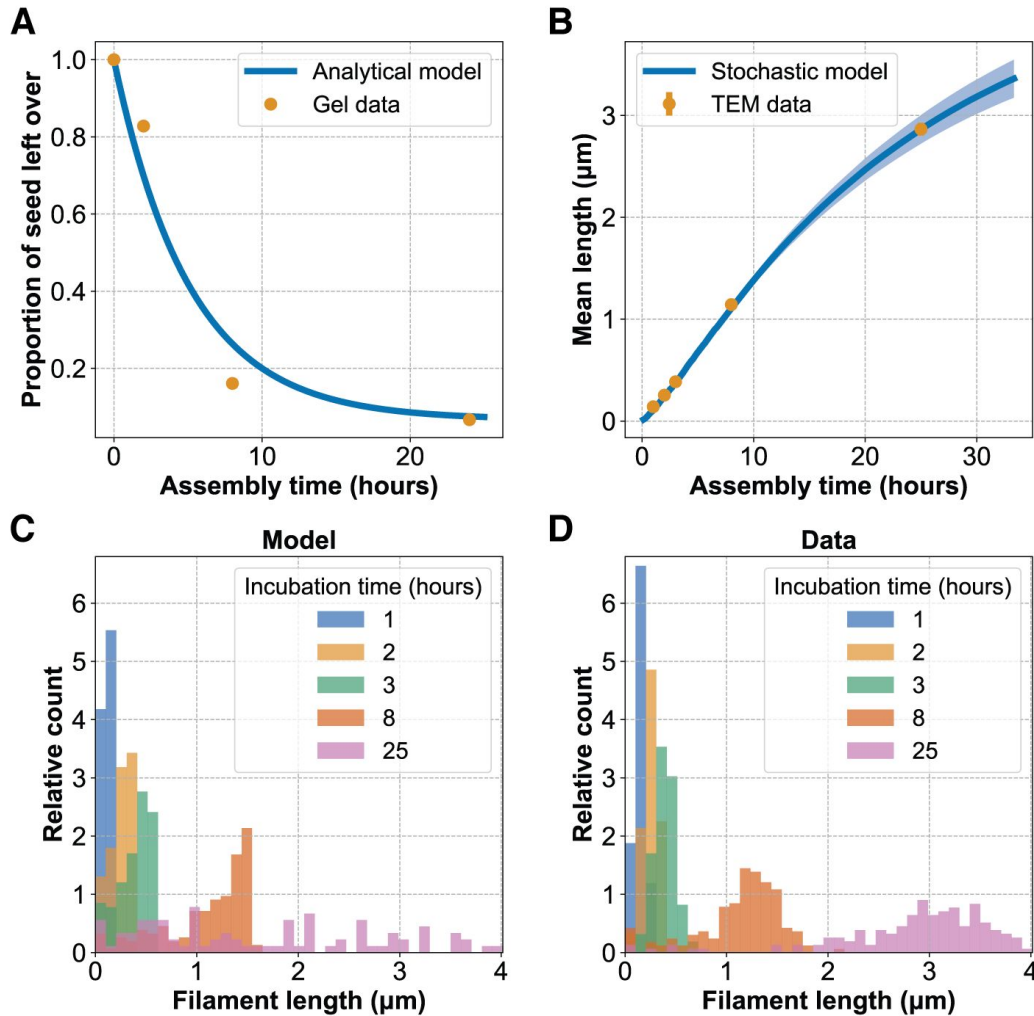 A
Proportion of seed left over
1.0
0.8
0.6
0.4
0.2
Analytical model
Gel data
0 10 20
Assembly time (hours)
B
Mean length (μm)
3
2
1
0
Stochastic model
TEM data
0 10 20 30
Assembly time (hours)
C
Model
Relative count
6
5
4
3
2
1
0
Incubation time (hours)
1
2
3
8
25
0 1 2 3 4
Filament length (μm)
D
Data
Relative count
6
5
4
3
2
1
0
Incubation time (hours)
1
2
3
8
25
0 1 2 3 4
Filament length (μm)